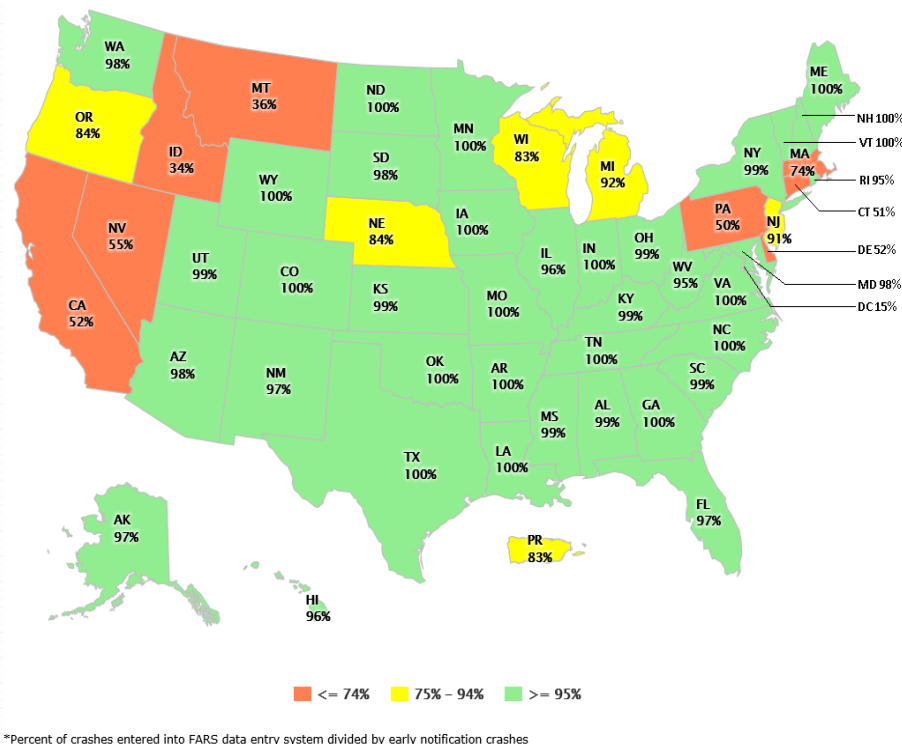 WA
98%
OR
84%
CA
52%
NV
55%
ID
34%
MT
36%
WY
100%
UT
99%
AZ
98%
CO
100%
NM
97%
ND
100%
SD
98%
NE
84%
KS
99%
OK
100%
TX
100%
MN
100%
IA
100%
MO
100%
AR
100%
LA
100%
WI
83%
IL
96%
MI
92%
IN
100%
OH
99%
KY
99%
TN
100%
MS
99%
AL
99%
GA
100%
FL
97%
SC
99%
NC
100%
VA
100%
WV
95%
PA
50%
NY
99%
NJ
91%
MA
74%
ME
100%
NH 100%
VT 100%
RI 95%
CT 51%
DE 52%
MD 98%
DC 15%
AK
97%
HI
96%
PR
83%
<= 74%
75% - 94%
>= 95%
*Percent of crashes entered into FARS data entry system divided by early notification crashes